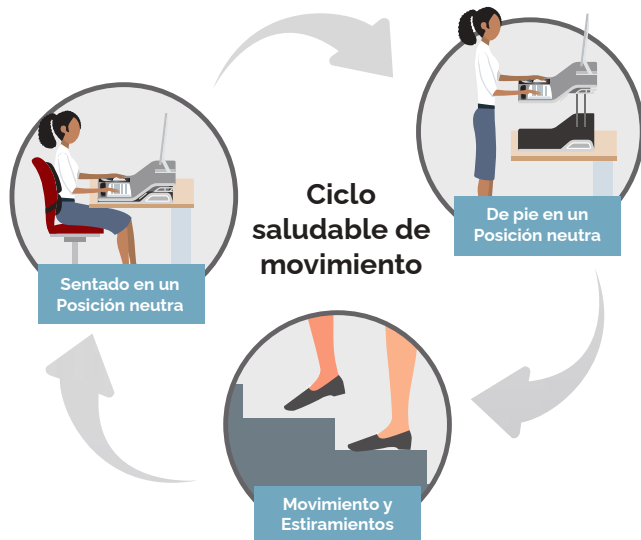 Ciclo
saludable de
movimiento
Sentado en un
Posición neutra
De pie en un
Posición neutra
Movimiento y
Estiramientos